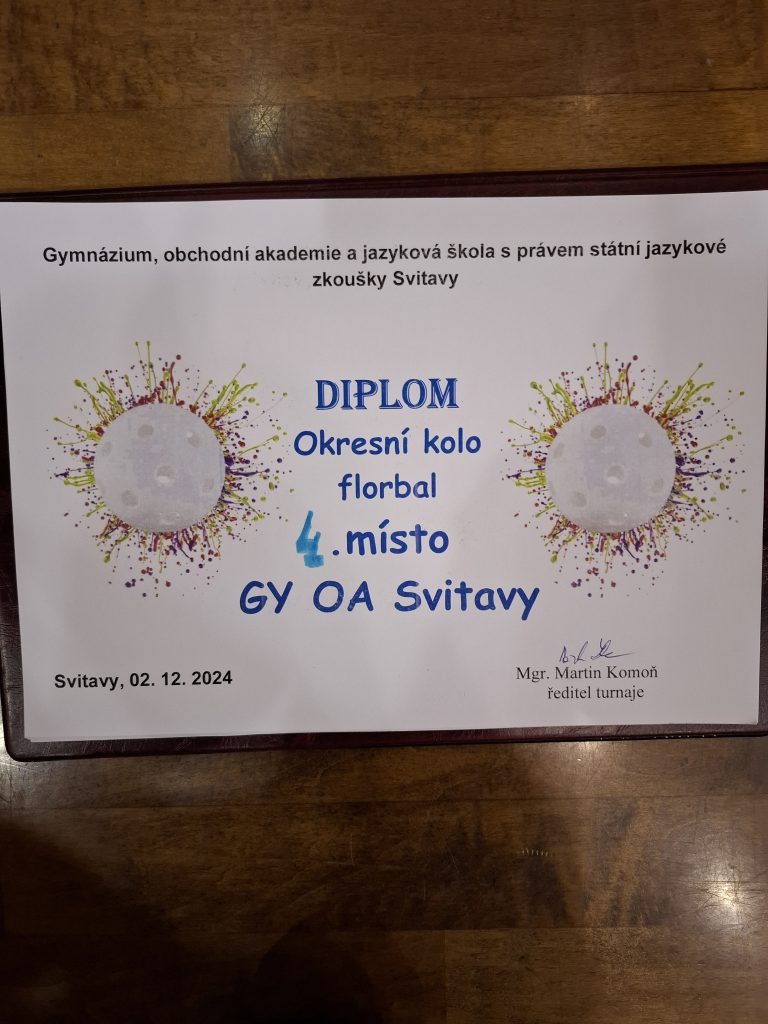 Gymnázium, obchodní akademie a jazyková škola s právem státní jazykové
zkoušky Svitavy
DIPLOM
Okresní kolo
florbal
4.místo
GY OA Svitavy
Svitavy, 02. 12. 2024
Mgr. Martin Komoň
ředitel turnaje